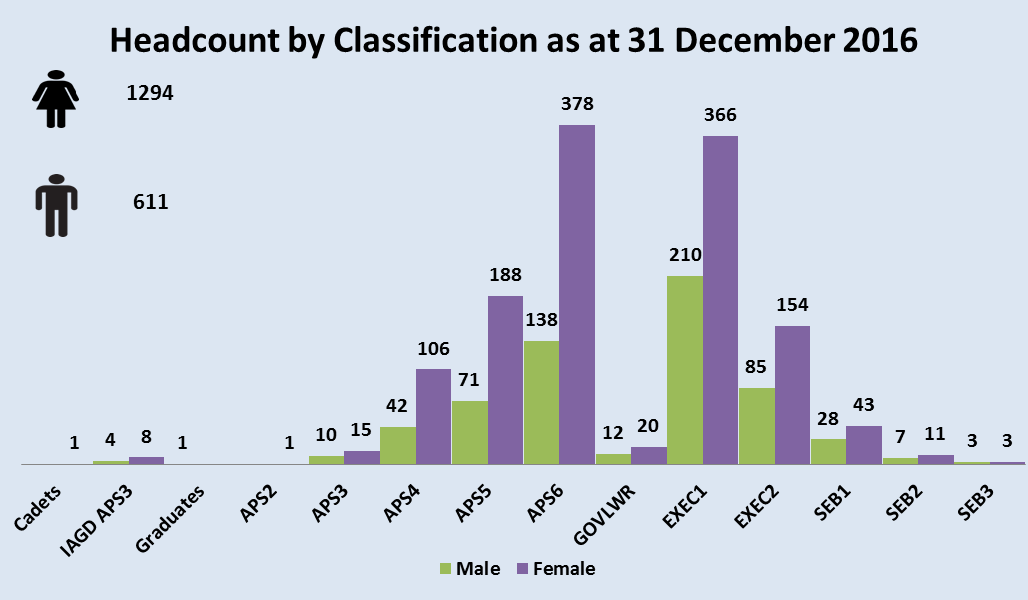 Headcount by Classification as at 31 December 2016
1294
611
1
4
8
1
1
10
15
42
106
71
188
138
378
12
20
210
366
85
154
28
43
7
11
3
3
Cadets
IAGD APS3
Graduates
APS2
APS3
APS4
APS5
APS6
GOVLWR
EXEC1
EXEC2
SEB1
SEB2
SEB3
Male
Female